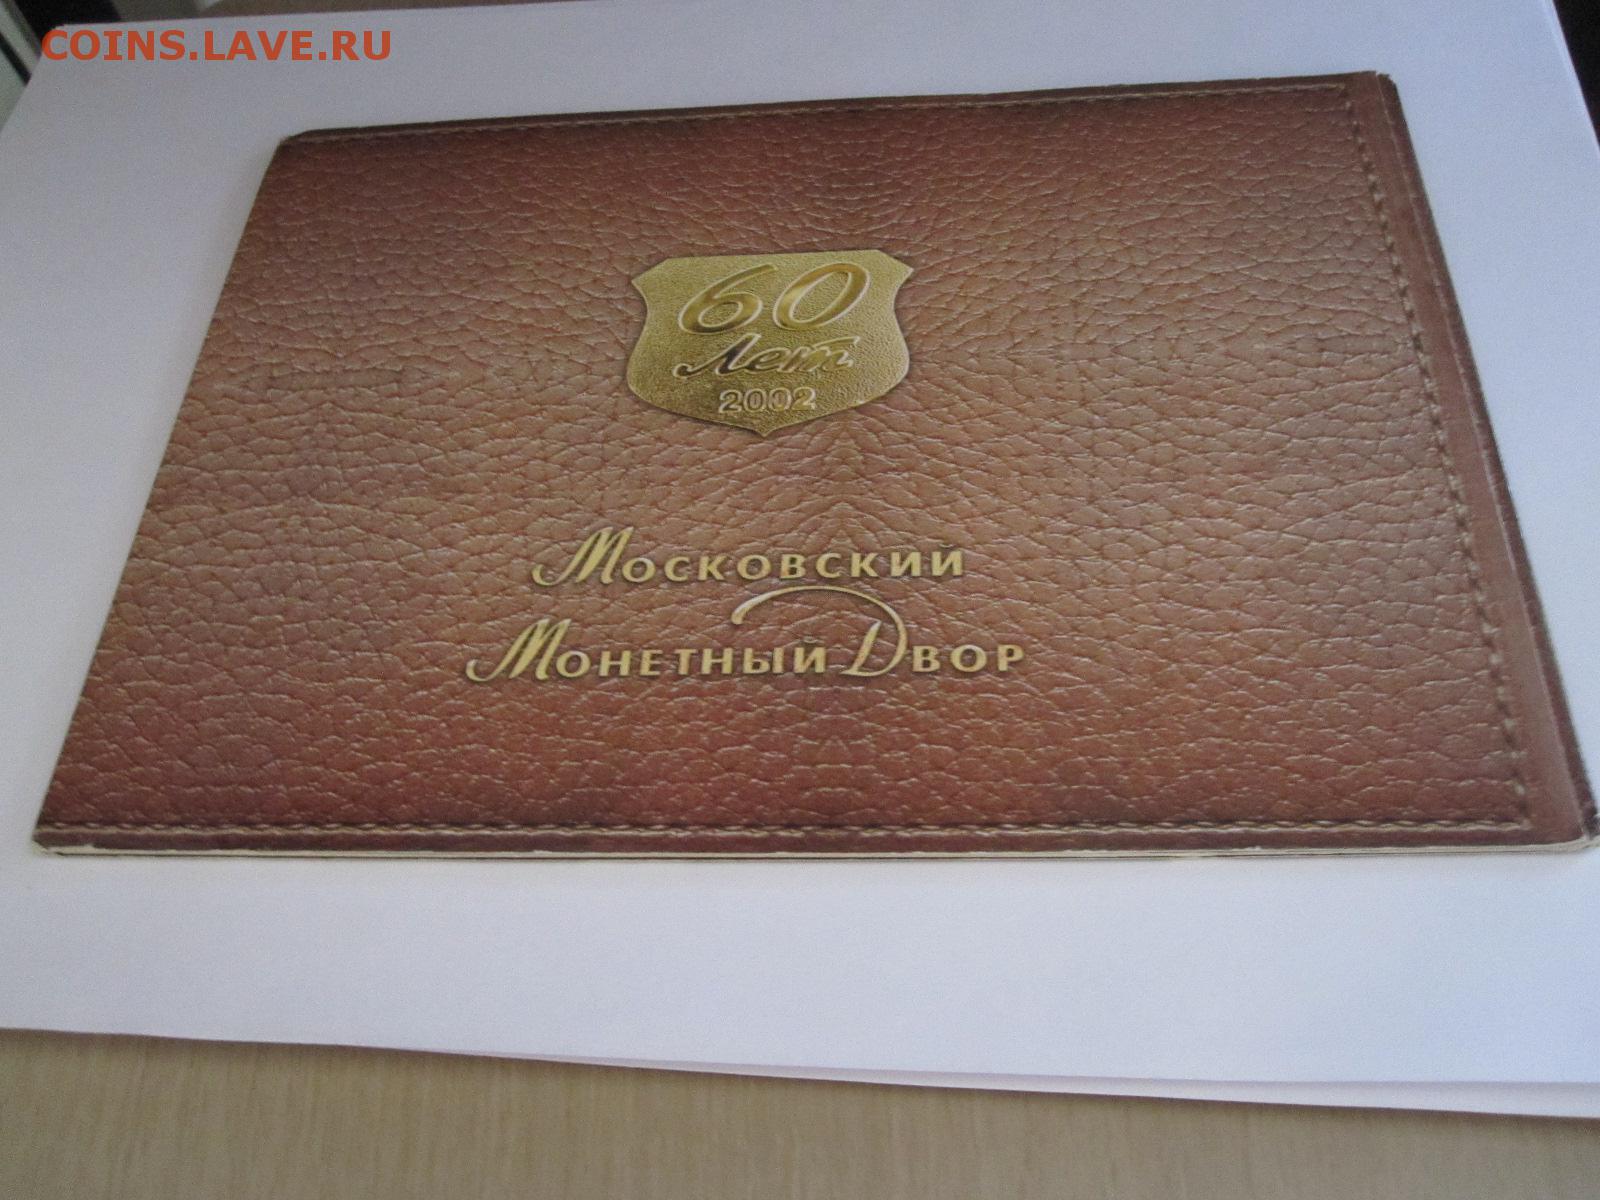 COINS.LAVE.RU
60
Лет
2002
Московский
Монетный Двор